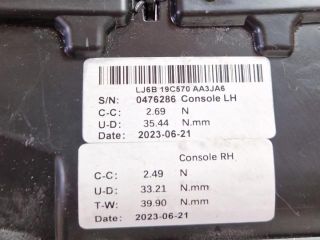 LJ6B 19C570 AA3JA6
S/N: 0476286 Console LH
C-C: 2.69 N
U-D: 35.44 N.mm
Date: 2023-06-21
Console RH
C-C: 2.49 N
U-D: 33.21 N.mm
T-W: 39.90 N.mm
Date: 2023-06-21